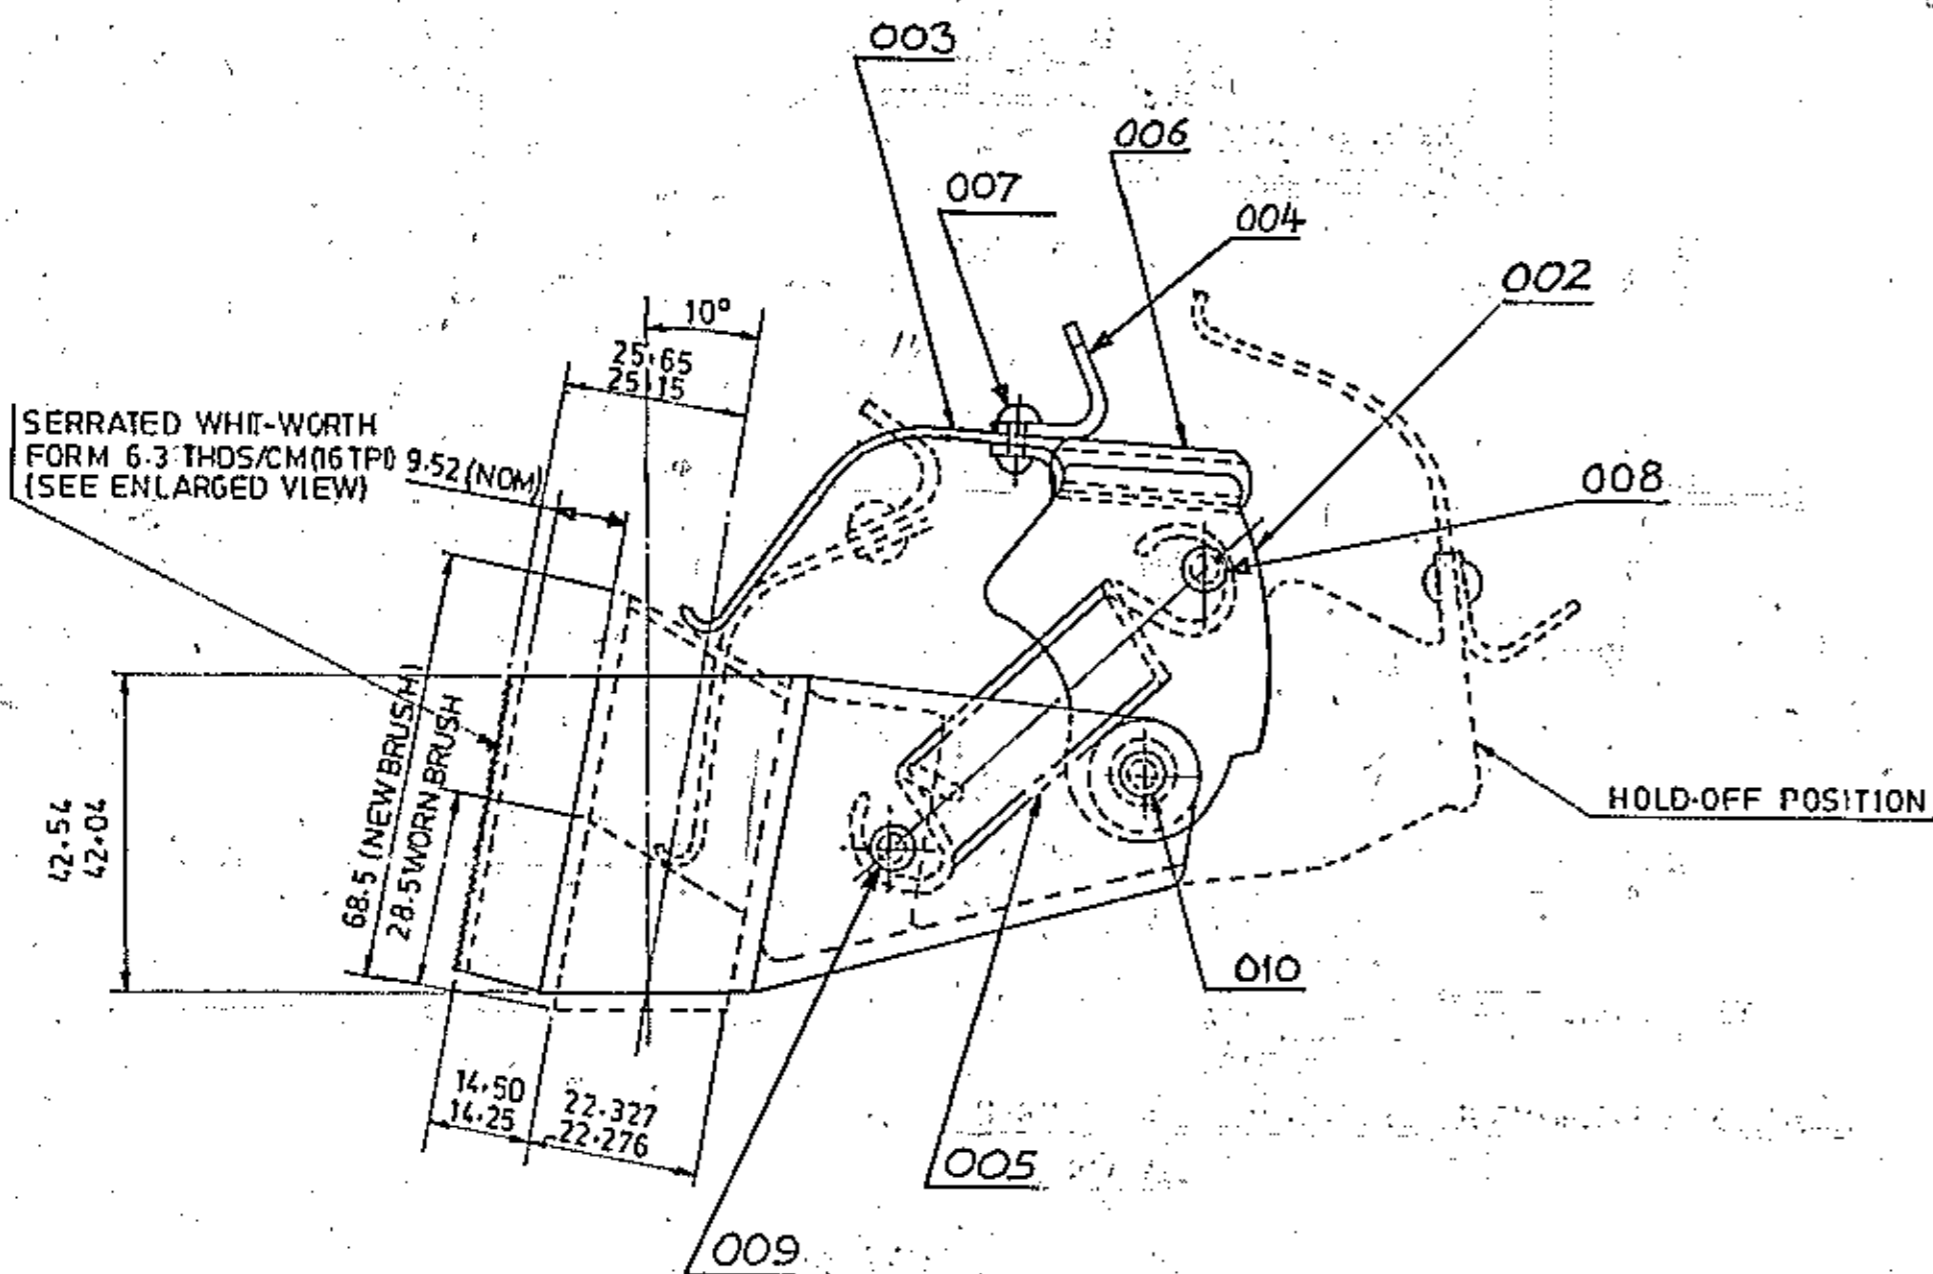 003
006
007
004
002
10°
25·65
25·15
SERRATED WHIT-WORTH
FORM 6·3 THDS/CM(16TPI)
(SEE ENLARGED VIEW)
9·52 (NOM)
008
68·5 (NEW BRUSH)
28·5 WORN BRUSH
42·54
42·04
HOLD-OFF POSITION
010
14·50
14·25
22·327
22·276
005
009